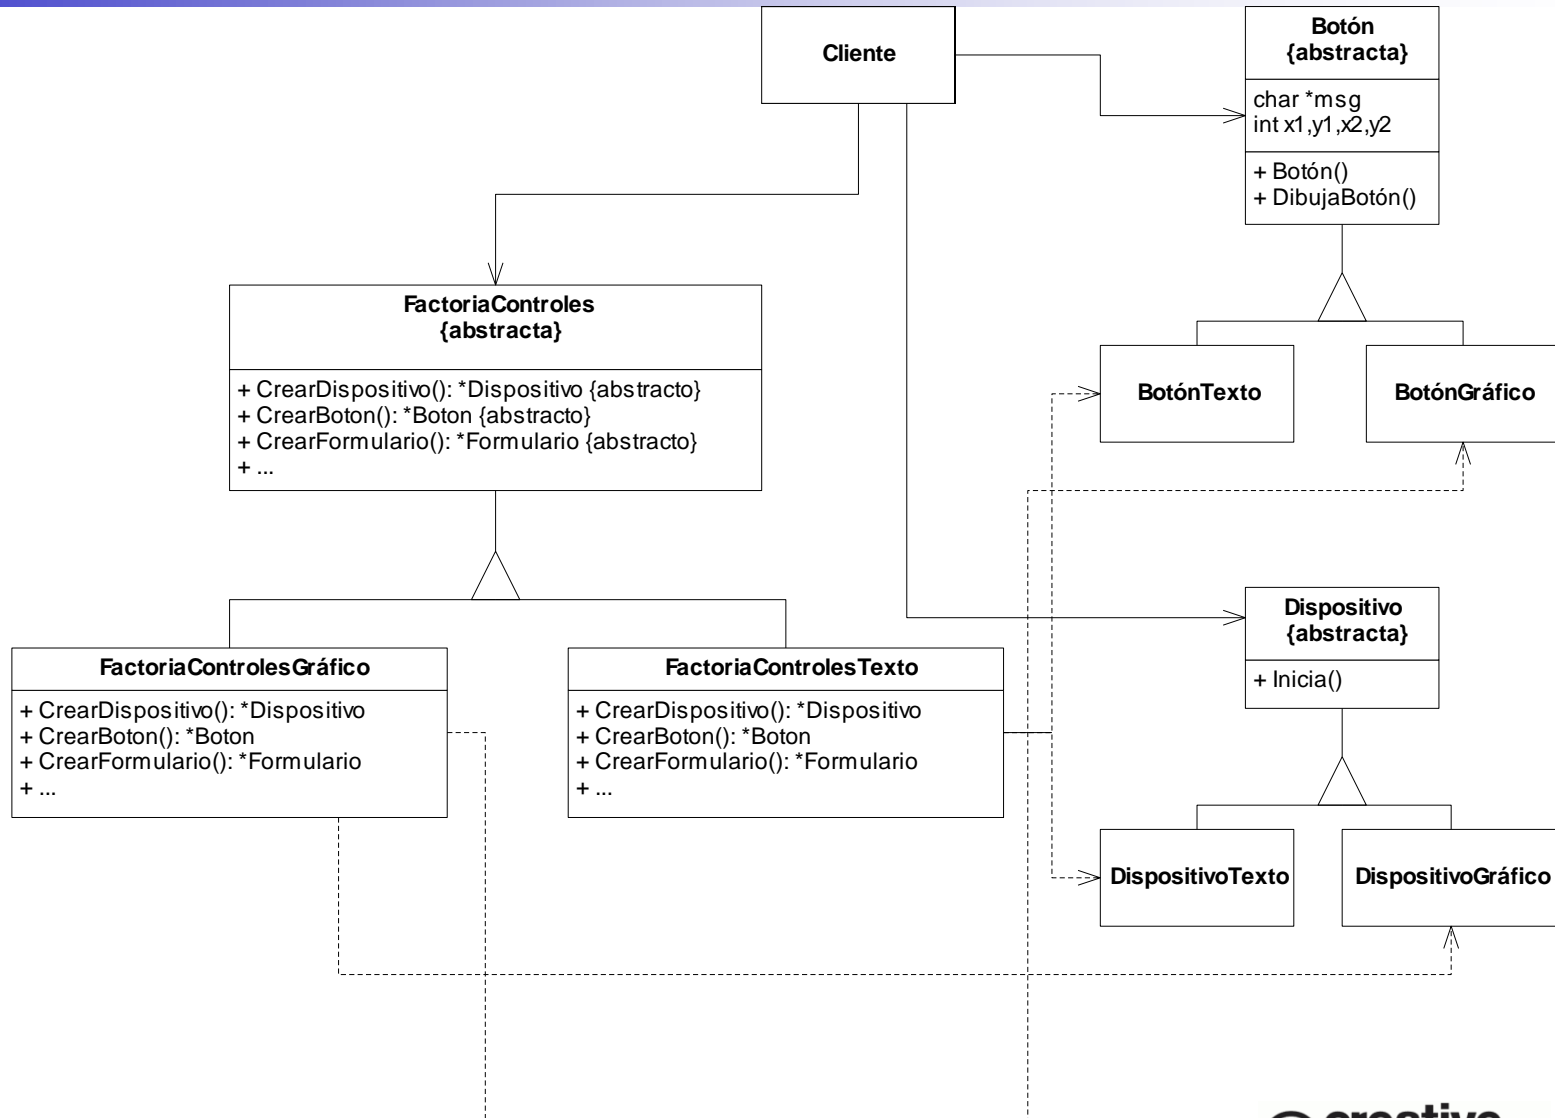 Cliente
Botón
{abstracta}
char *msg
int x1,y1,x2,y2
+ Botón()
+ DibujaBotón()
FactoriaControles
{abstracta}
+ CrearDispositivo(): *Dispositivo {abstracto}
+ CrearBoton(): *Boton {abstracto}
+ CrearFormulario(): *Formulario {abstracto}
+ ...
BotónTexto
BotónGráfico
Dispositivo
{abstracta}
+ Inicia()
FactoriaControlesGráfico
+ CrearDispositivo(): *Dispositivo
+ CrearBoton(): *Boton
+ CrearFormulario(): *Formulario
+ ...
FactoriaControlesTexto
+ CrearDispositivo(): *Dispositivo
+ CrearBoton(): *Boton
+ CrearFormulario(): *Formulario
+ ...
DispositivoTexto
DispositivoGráfico
creative